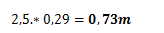 2,5.* 0,29 = 0,73m